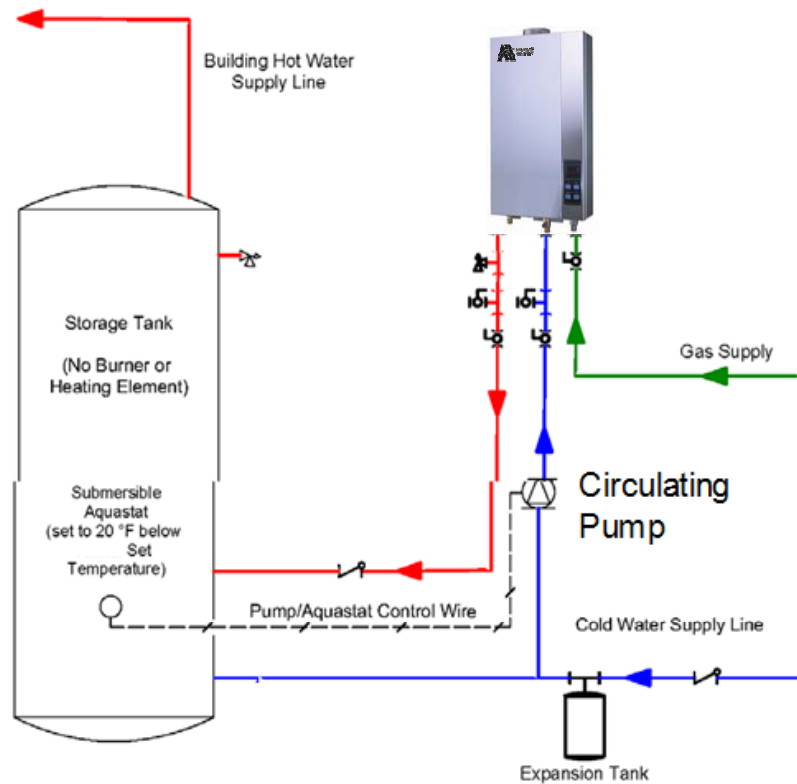 Building Hot Water
Supply Line
Storage Tank
(No Burner or
Heating Element)
Gas Supply
Submersible
Aquastat
(set to 20 °F below
Set
Temperature)
Circulating
Pump
Pump/Aquastat Control Wire
Cold Water Supply Line
Expansion Tank